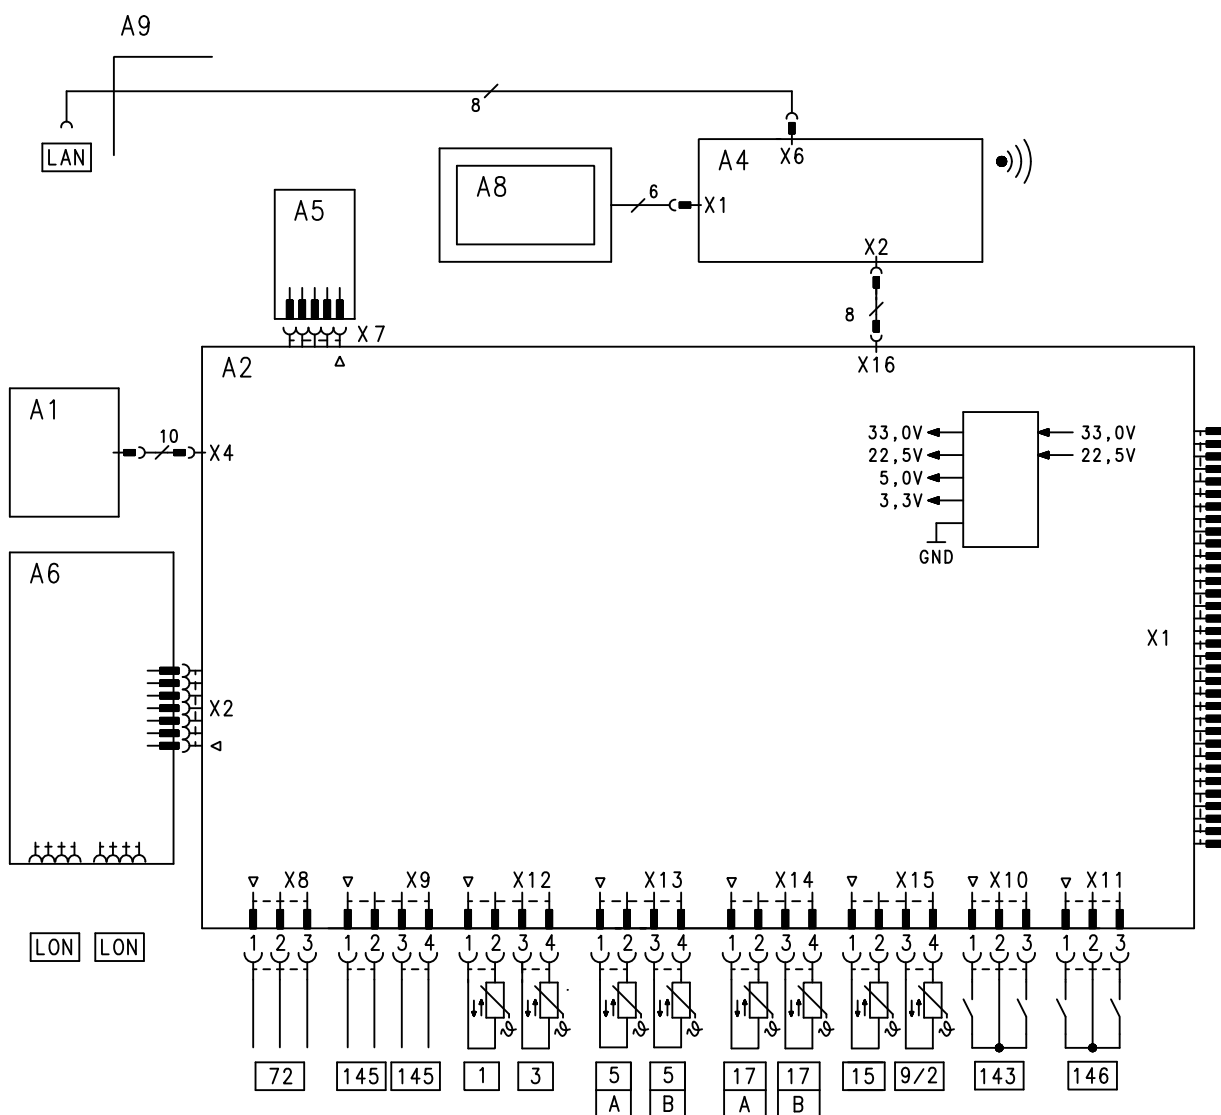 A9
8
LAN
A4
X6
A8
6
X1
A5
X2
8
X7
A2
X16
A1
10
X4
33,0V 33,0V
22,5V 22,5V
5,0V
3,3V
GND
A6
X1
X2
X8 X9 X12 X13 X14 X15 X10 X11
1 2 3 1 2 3 4 1 2 3 4 1 2 3 4 1 2 3 4 1 2 3 4 1 2 3 1 2 3
LON LON
ϑ ϑ ϑ ϑ ϑ ϑ ϑ ϑ
72 145 145 1 3 5 5 17 17 15 9/2 143 146
A B A B